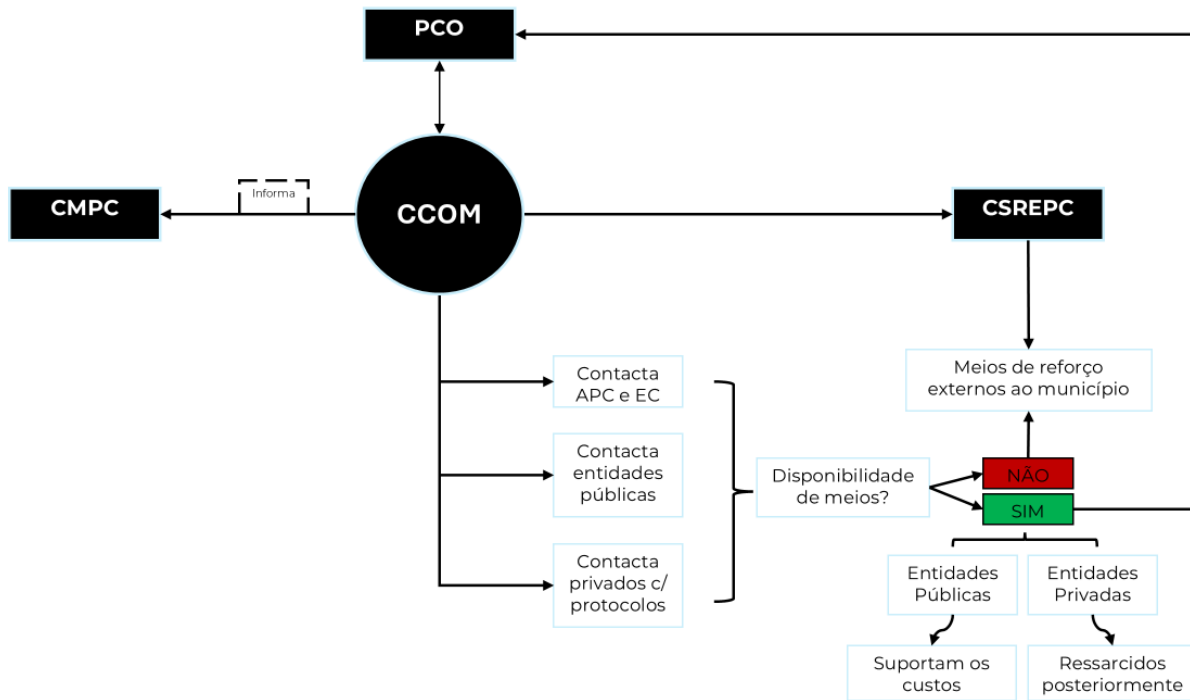 PCO
Informa
CMPC
CCOM
CSREPC
Contacta
APC e EC
Contacta
entidades
públicas
Contacta
privados c/
protocolos
Disponibilidade
de meios?
Meios de reforço
externos ao município
NÃO
SIM
Entidades
Públicas
Entidades
Privadas
Suportam os
custos
Ressarcidos
posteriormente